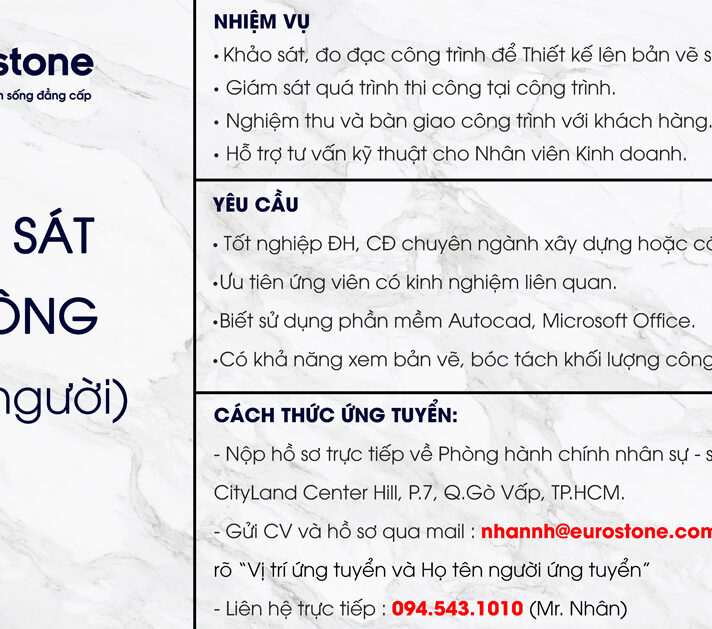 stone
sống đẳng cấp
SÁT
ÔNG
người)
NHIỆM VỤ
• Khảo sát, đo đạc công trình để Thiết kế lên bản vẽ
• Giám sát quá trình thi công tại công trình.
• Nghiệm thu và bàn giao công trình với khách hàng.
• Hỗ trợ tư vấn kỹ thuật cho Nhân viên Kinh doanh.
YÊU CẦU
• Tốt nghiệp ĐH, CĐ chuyên ngành xây dựng hoặc
•Ưu tiên ứng viên có kinh nghiệm liên quan.
•Biết sử dụng phần mềm Autocad, Microsoft Office.
•Có khả năng xem bản vẽ, bóc tách khối lượng công
CÁCH THỨC ỨNG TUYỂN:
- Nộp hồ sơ trực tiếp về Phòng hành chính nhân sự -
CityLand Center Hill, P.7, Q.Gò Vấp, TP.HCM.
- Gửi CV và hồ sơ qua mail : nhannh@eurostone.com
rõ “Vị trí ứng tuyển và Họ tên người ứng tuyển”
- Liên hệ trực tiếp : 094.543.1010 (Mr. Nhân)